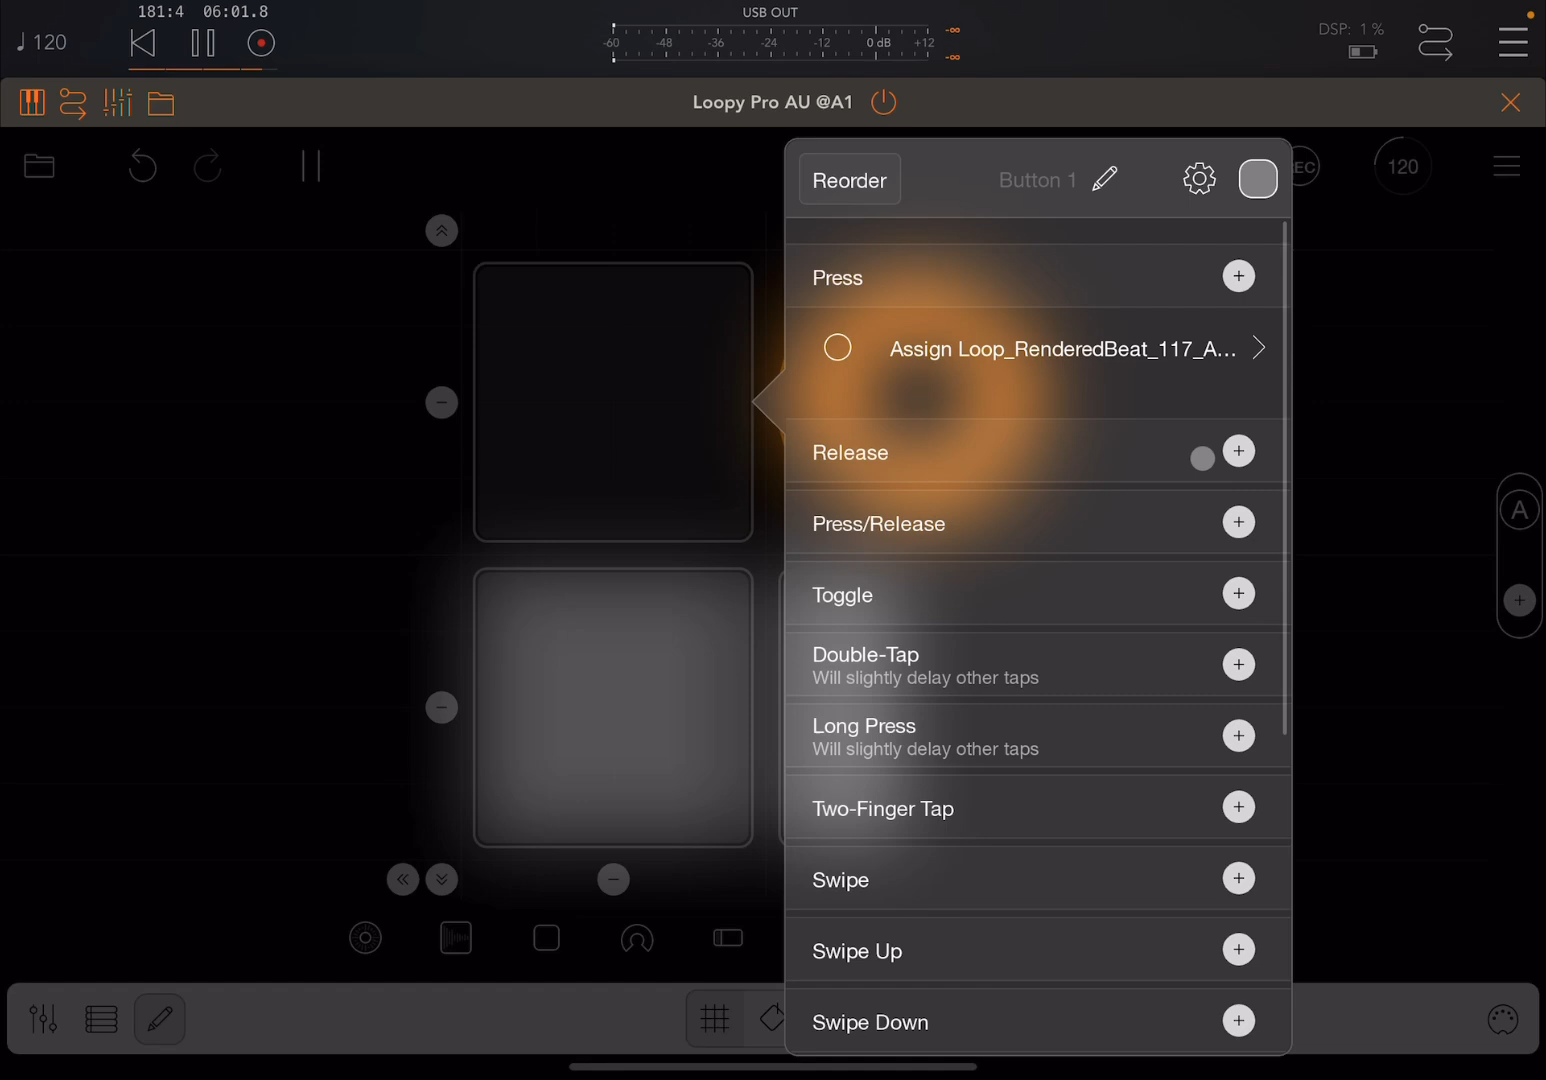 181:4 06:01.8
120
USB OUT
-60 -48 -36 -24 -12 0 dB +12
-∞
-∞
DSP: 1 %
Loopy Pro AU @A1
Reorder
Button 1
EC
120
Press
Assign Loop_RenderedBeat_117_A...
Release
Press/Release
Toggle
Double-Tap
Will slightly delay other taps
Long Press
Will slightly delay other taps
Two-Finger Tap
Swipe
Swipe Up
Swipe Down
A